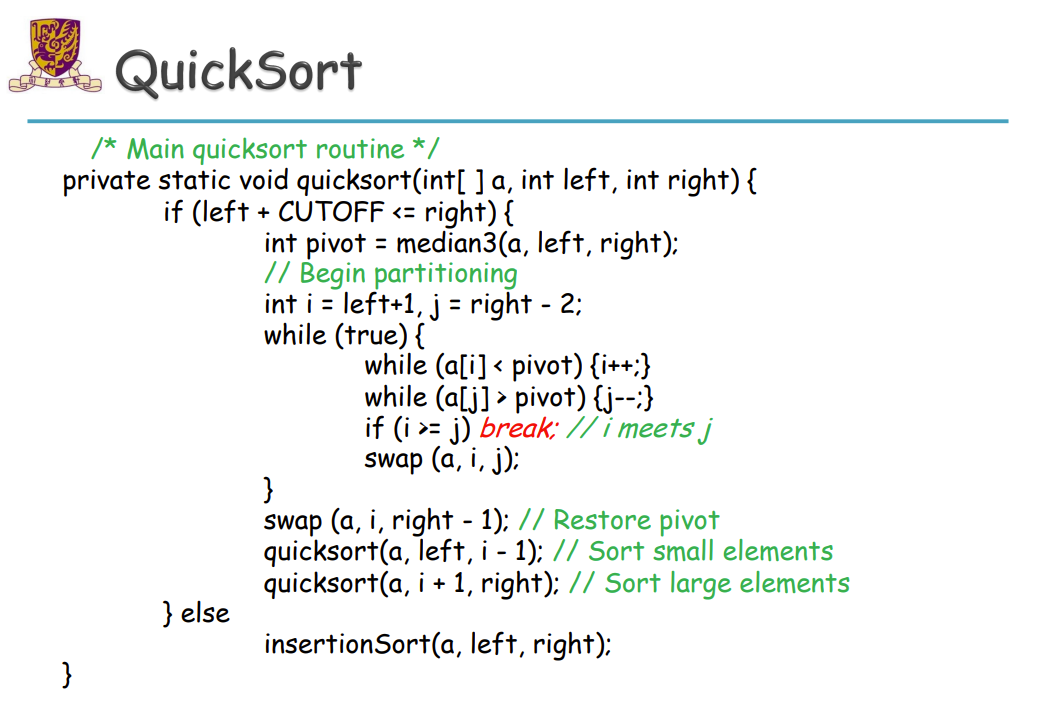 QuickSort
/* Main quicksort routine */
private static void quicksort(int[ ] a, int left, int right) {
if (left + CUTOFF <= right) {
int pivot = median3(a, left, right);
// Begin partitioning
int i = left+1, j = right - 2;
while (true) {
while (a[i] < pivot) {i++;}
while (a[j] > pivot) {j--;}
if (i >= j) break; // i meets j
swap (a, i, j);
}
swap (a, i, right - 1); // Restore pivot
quicksort(a, left, i - 1); // Sort small elements
quicksort(a, i + 1, right); // Sort large elements
} else
insertionSort(a, left, right);
}